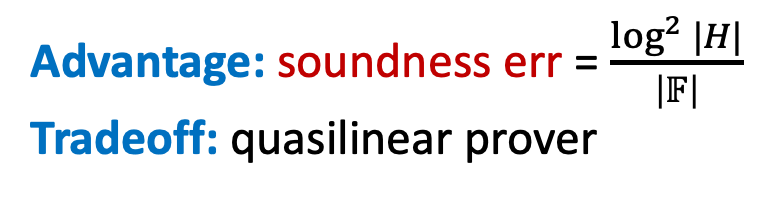 Advantage: soundness err = log² |H| / |𝔽|
Tradeoff: quasilinear prover